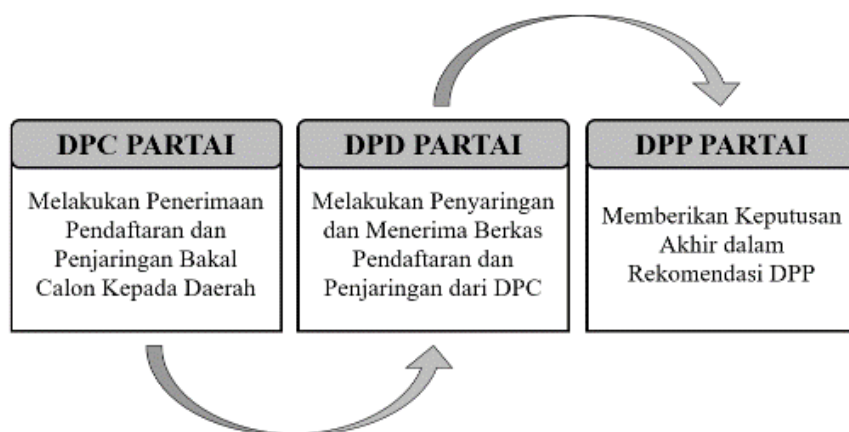 DPC PARTAI
Melakukan Penerimaan
Pendaftaran dan
Penjaringan Bakal
Calon Kepada Daerah
DPD PARTAI
Melakukan Penyaringan
dan Menerima Berkas
Pendaftaran dan
Penjaringan dari DPC
DPP PARTAI
Memberikan Keputusan
Akhir dalam
Rekomendasi DPP